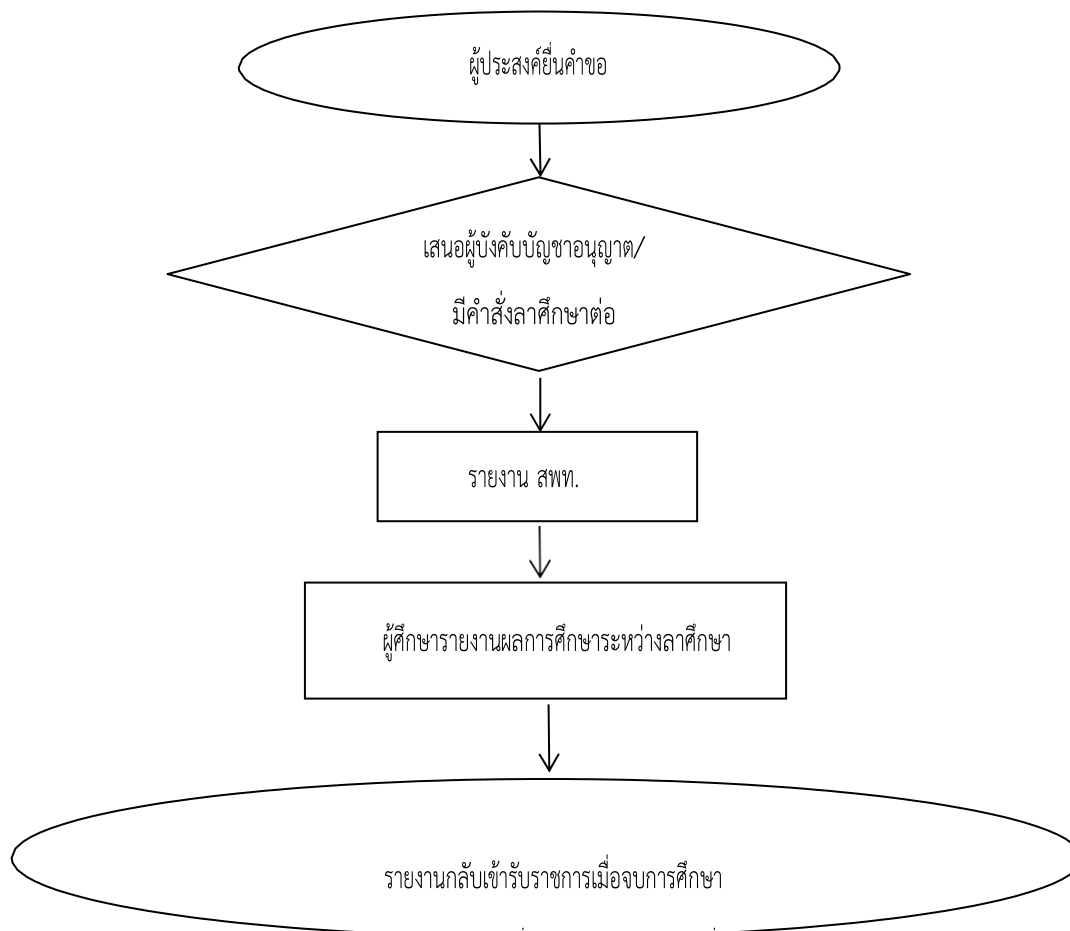 ผู้ประสงค์ยื่นคำขอ
เสนอผู้บังคับบัญชาอนุญาต/
มีคำสั่งลาศึกษาต่อ
รายงาน สพท.
ผู้ศึกษารายงานผลการศึกษาระหว่างลาศึกษา
รายงานกลับเข้ารับราชการเมื่อจบการศึกษา